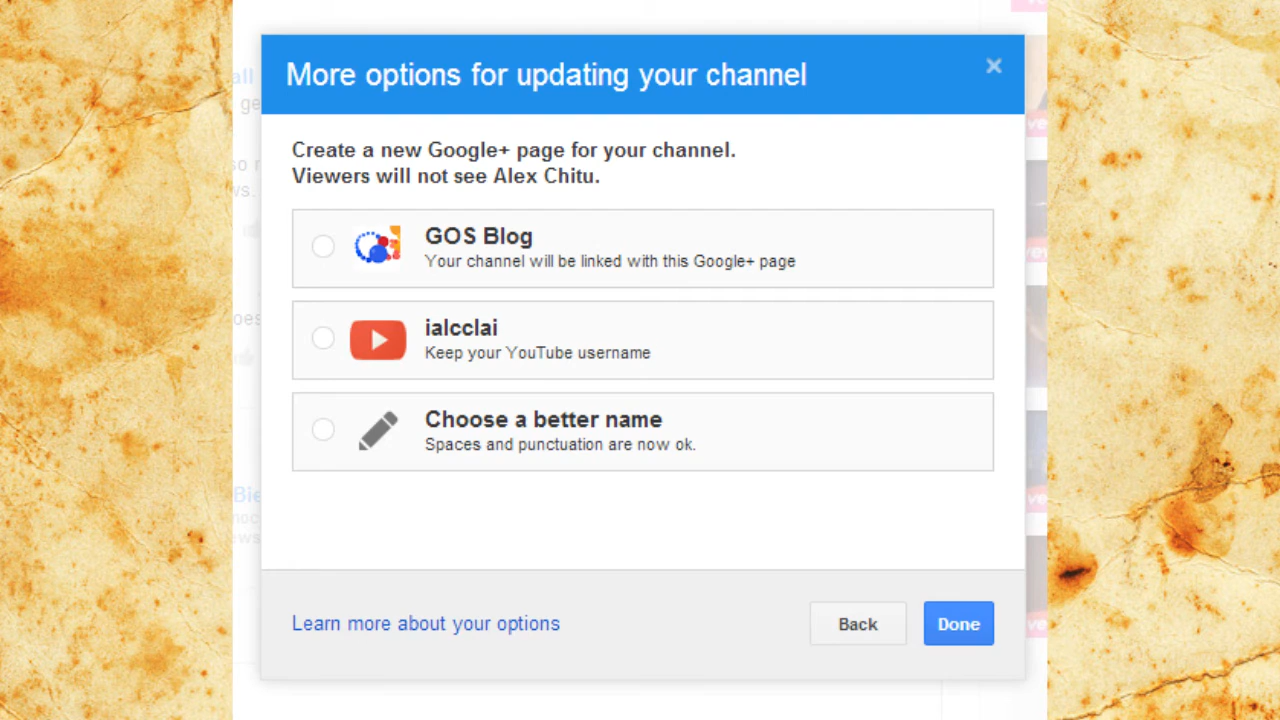 More options for updating your channel
Create a new Google+ page for your channel.
Viewers will not see Alex Chitu.
GOS Blog
Your channel will be linked with this Google+ page
ialcclai
Keep your YouTube username
Choose a better name
Spaces and punctuation are now ok.
Learn more about your options
Back
Done